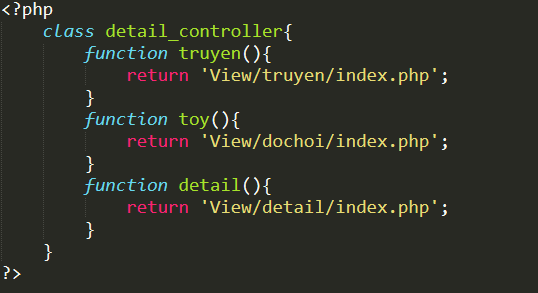 <?php
    class detail_controller{
        function truyen(){
            return 'View/truyen/index.php';
        }
        function toy(){
            return 'View/dochoi/index.php';
        }
        function detail(){
            return 'View/detail/index.php';
        }
    }
?>